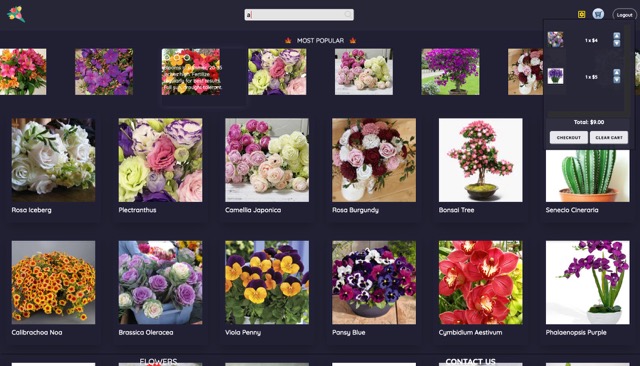 a
Logout
MOST POPULAR
1 x $4
1 x $5
Total: $9.00
CHECKOUT
CLEAR CART
Rosa Iceberg
Plectranthus
Camellia Japonica
Rosa Burgundy
Bonsai Tree
Senecio Cineraria
Calibrachoa Noa
Brassica Oleracea
Viola Penny
Pansy Blue
Cymbidium Aestivum
Phalaenopsis Purple
FLOWERS
CONTACT US